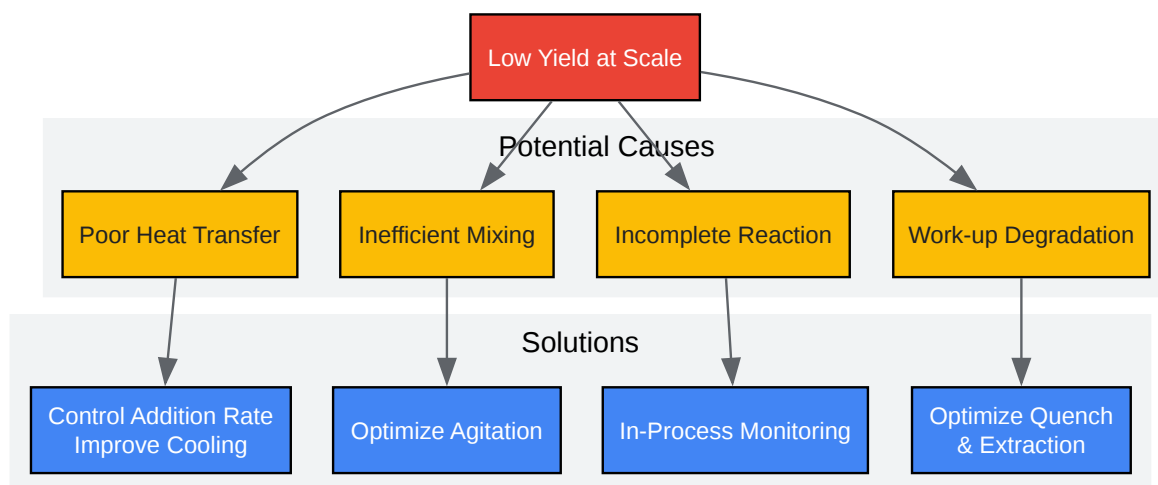 Low Yield at Scale
Potential Causes
Poor Heat Transfer
Inefficient Mixing
Incomplete Reaction
Work-up Degradation
Solutions
Control Addition Rate
Improve Cooling
Optimize Agitation
In-Process Monitoring
Optimize Quench
& Extraction